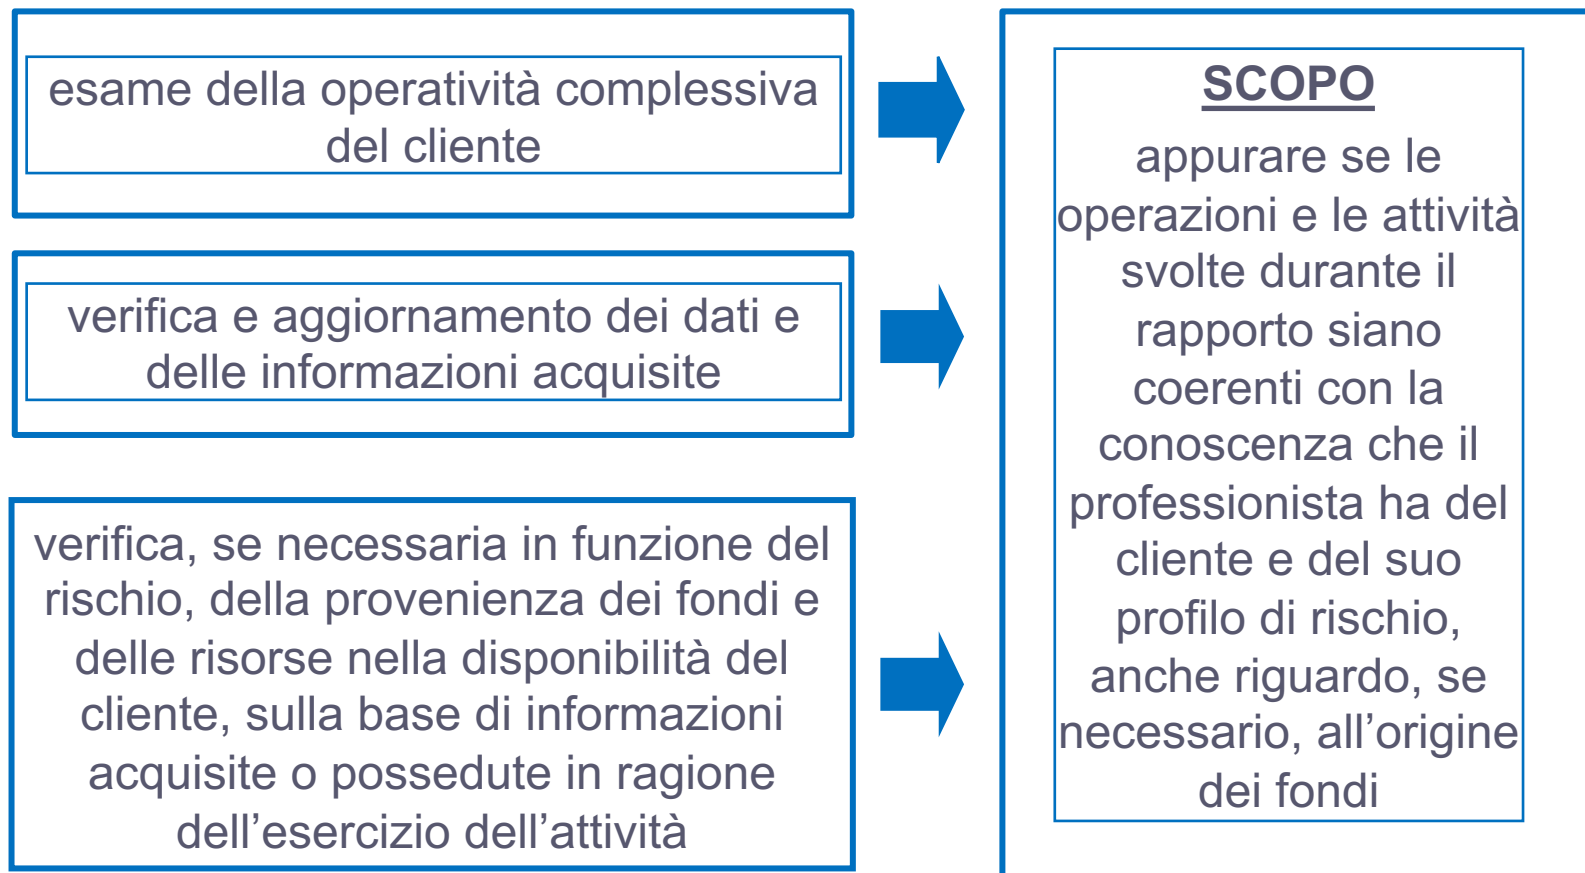 esame della operatività complessiva
del cliente
verifica e aggiornamento dei dati e
delle informazioni acquisite
verifica, se necessaria in funzione del
rischio, della provenienza dei fondi e
delle risorse nella disponibilità del
cliente, sulla base di informazioni
acquisite o possedute in ragione
dell’esercizio dell’attività
SCOPO
appurare se le
operazioni e le attività
svolte durante il
rapporto siano
coerenti con la
conoscenza che il
professionista ha del
cliente e del suo
profilo di rischio,
anche riguardo, se
necessario, all’origine
dei fondi